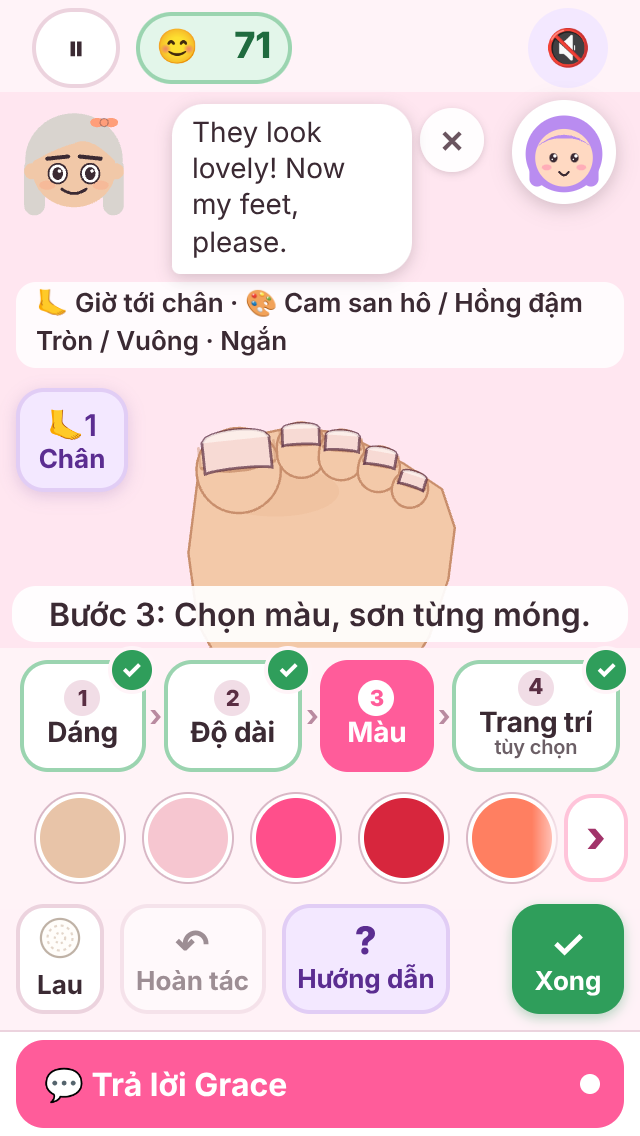 71
They look
lovely! Now
my feet,
please.
Giờ tới chân · Cam san hô / Hồng đậm
Tròn / Vuông · Ngắn
1
Chân
Bước 3: Chọn màu, sơn từng móng.
1
Dáng
2
Độ dài
3
Màu
4
Trang trí
tùy chọn
Lau
Hoàn tác
?
Hướng dẫn
Xong
Trả lời Grace